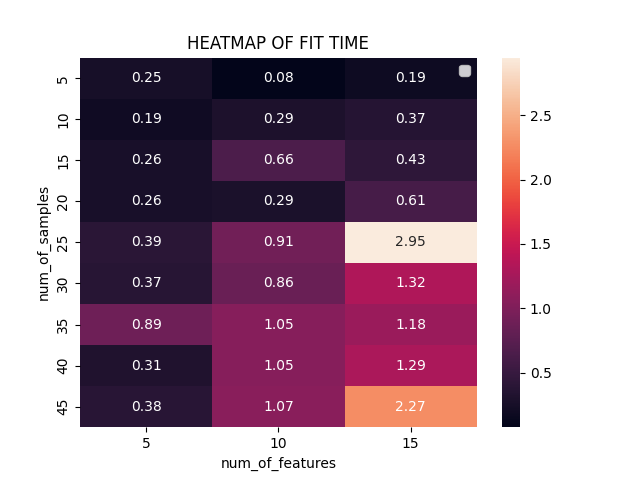 HEATMAP OF FIT TIME
5 0.25 0.08 0.19
10 0.19 0.29 0.37
15 0.26 0.66 0.43
20 0.26 0.29 0.61
25 0.39 0.91 2.95
30 0.37 0.86 1.32
35 0.89 1.05 1.18
40 0.31 1.05 1.29
45 0.38 1.07 2.27
5 10 15
num_of_features
num_of_samples
2.5
2.0
1.5
1.0
0.5